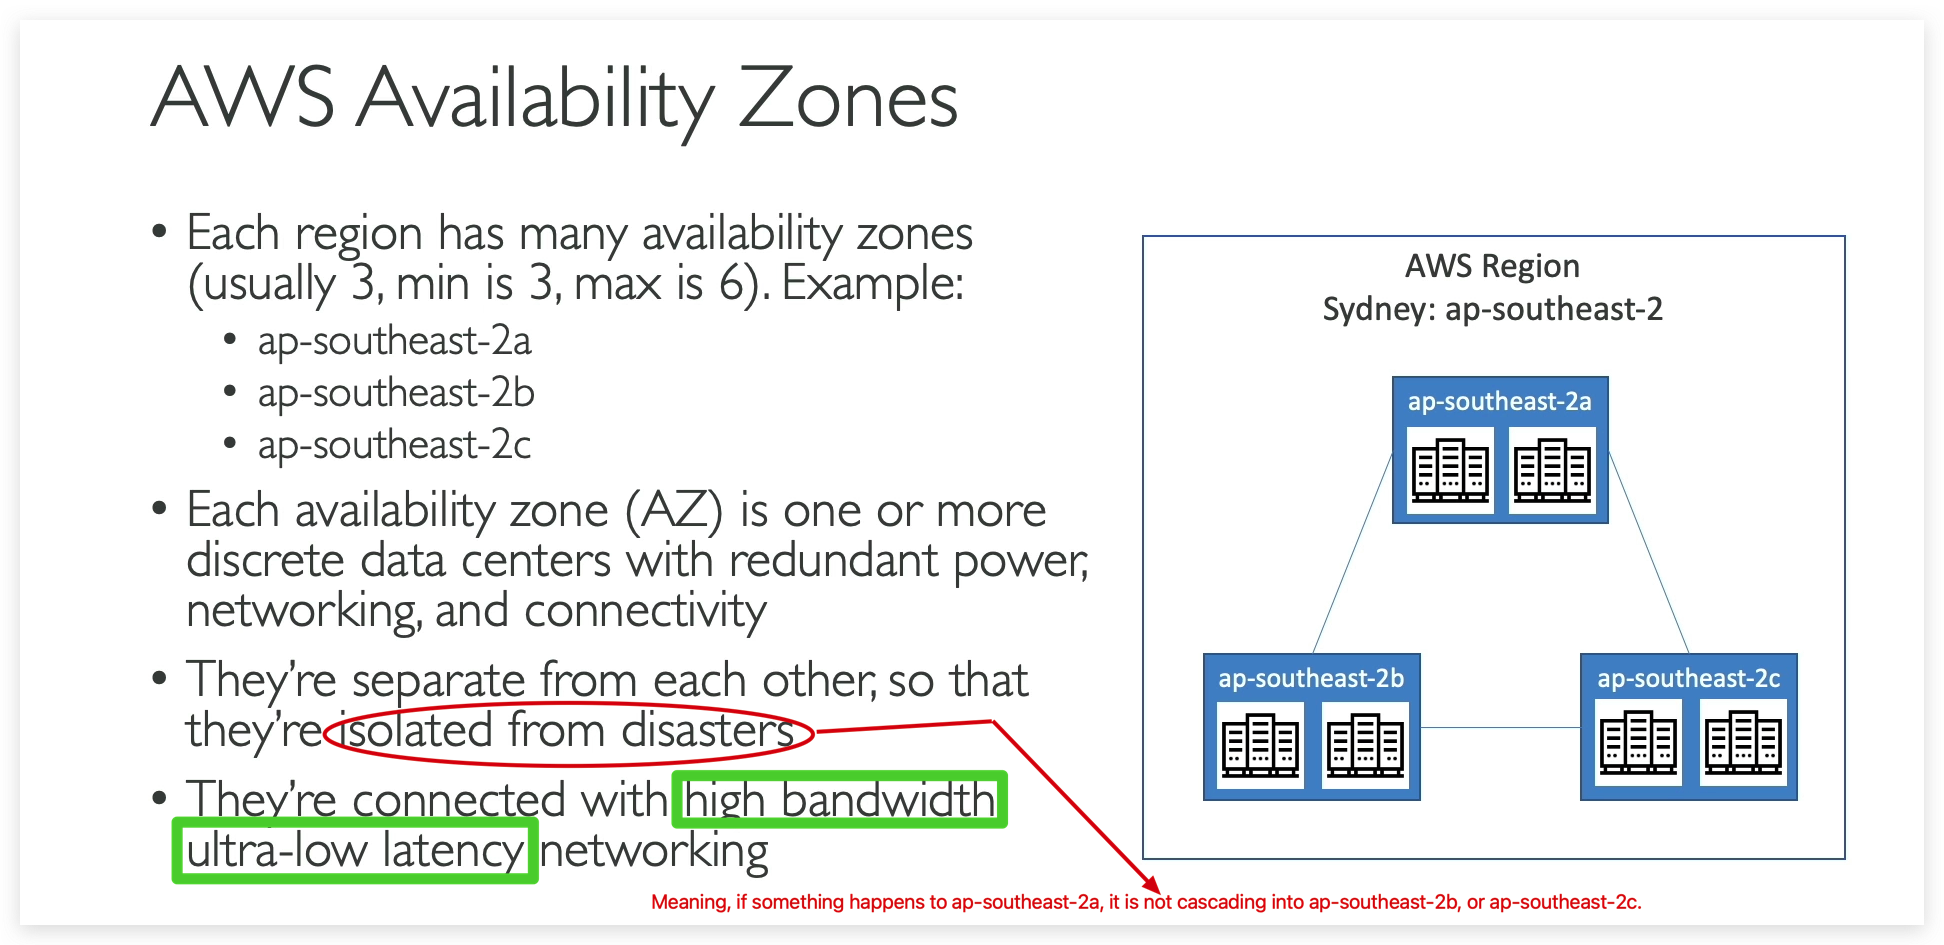 AWS Availability Zones
• Each region has many availability zones
(usually 3, min is 3, max is 6). Example:
• ap-southeast-2a
• ap-southeast-2b
• ap-southeast-2c
• Each availability zone (AZ) is one or more
discrete data centers with redundant power,
networking, and connectivity
• They’re separate from each other, so that
they’re isolated from disasters
• They’re connected with high bandwidth
ultra-low latency networking
AWS Region
Sydney: ap-southeast-2
ap-southeast-2a
ap-southeast-2b
ap-southeast-2c
Meaning, if something happens to ap-southeast-2a, it is not cascading into ap-southeast-2b, or ap-southeast-2c.